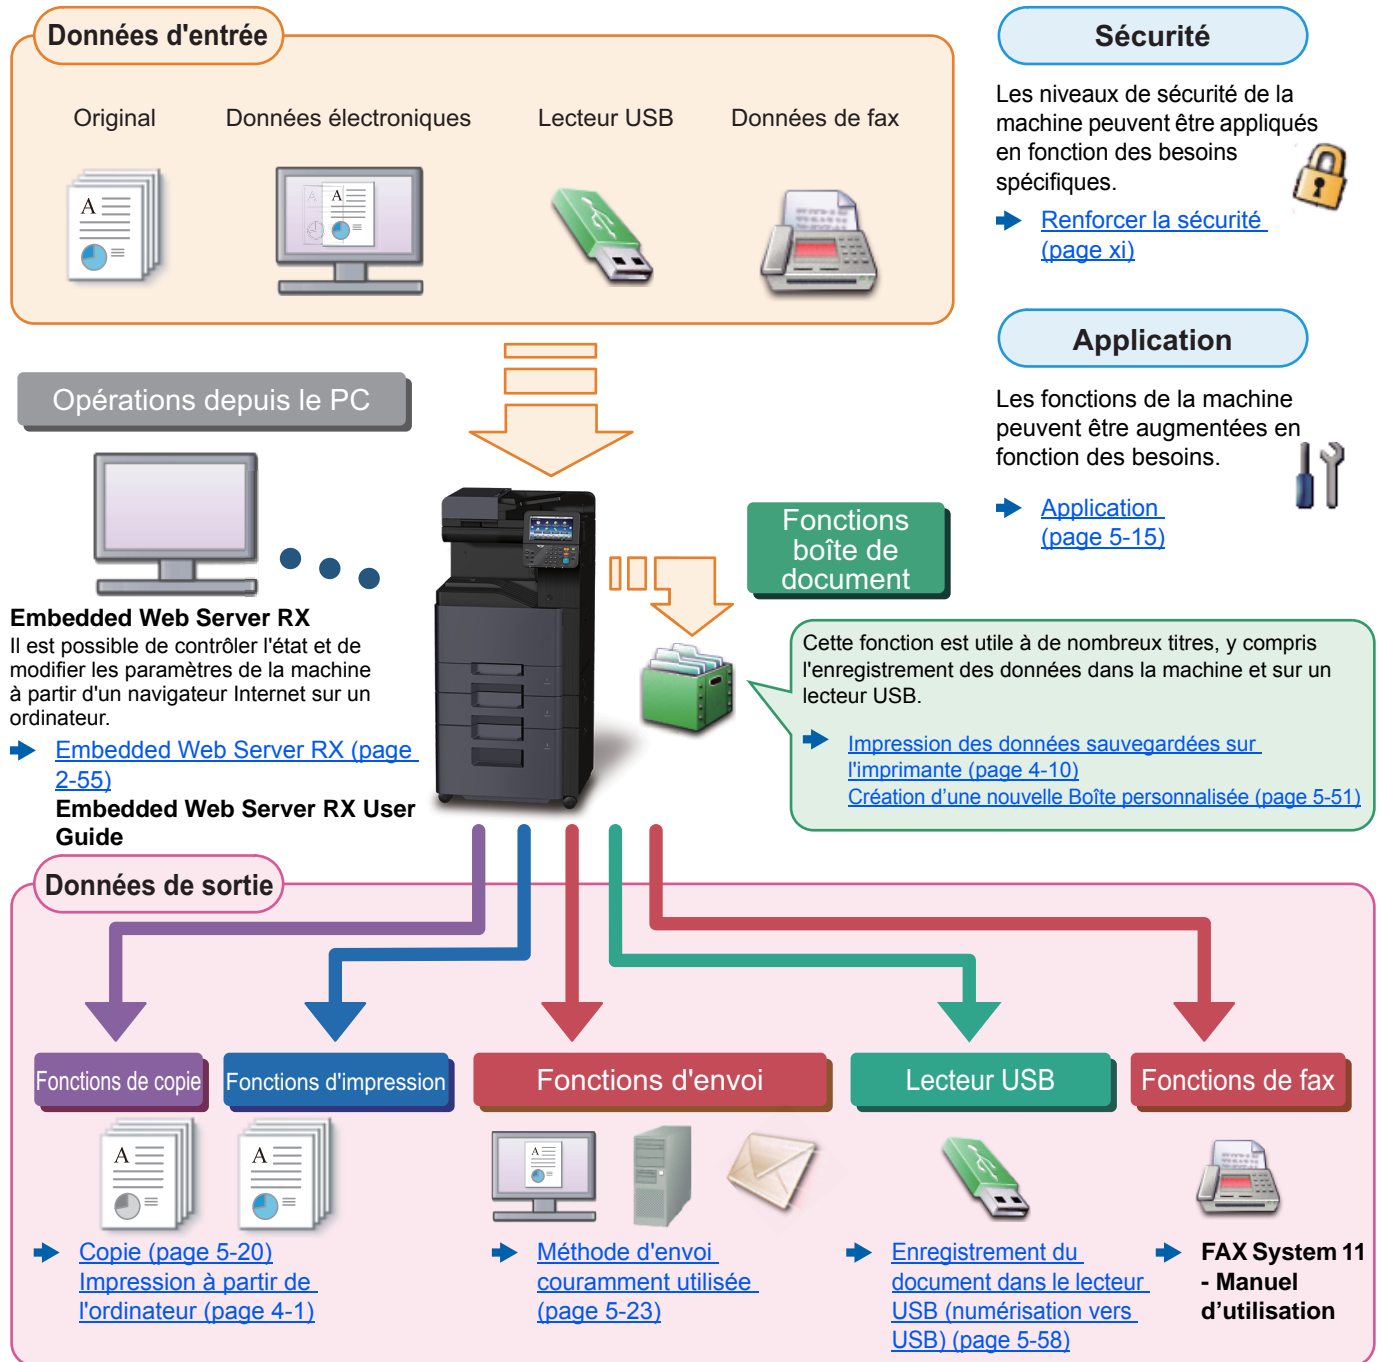 Données d'entrée
Original
Données électroniques
Lecteur USB
Données de fax
Sécurité
Les niveaux de sécurité de la
machine peuvent être appliqués
en fonction des besoins
spécifiques.
Renforcer la sécurité
(page xi)
Application
Les fonctions de la machine
peuvent être augmentées en
fonction des besoins.
Application
(page 5-15)
Opérations depuis le PC
Embedded Web Server RX
Il est possible de contrôler l'état et de
modifier les paramètres de la machine
à partir d'un navigateur Internet sur un
ordinateur.
Embedded Web Server RX (page
2-55)
Embedded Web Server RX User
Guide
Fonctions
boîte de
document
Cette fonction est utile à de nombreux titres, y compris
l'enregistrement des données dans la machine et sur un
lecteur USB.
Impression des données sauvegardées sur
l'imprimante (page 4-10)
Création d’une nouvelle Boîte personnalisée (page 5-51)
Données de sortie
Fonctions de copie
Fonctions d'impression
Fonctions d'envoi
Lecteur USB
Fonctions de fax
Copie (page 5-20)
Impression à partir de
l'ordinateur (page 4-1)
Méthode d'envoi
couramment utilisée
(page 5-23)
Enregistrement du
document dans le lecteur
USB (numérisation vers
USB) (page 5-58)
FAX System 11
- Manuel
d’utilisation